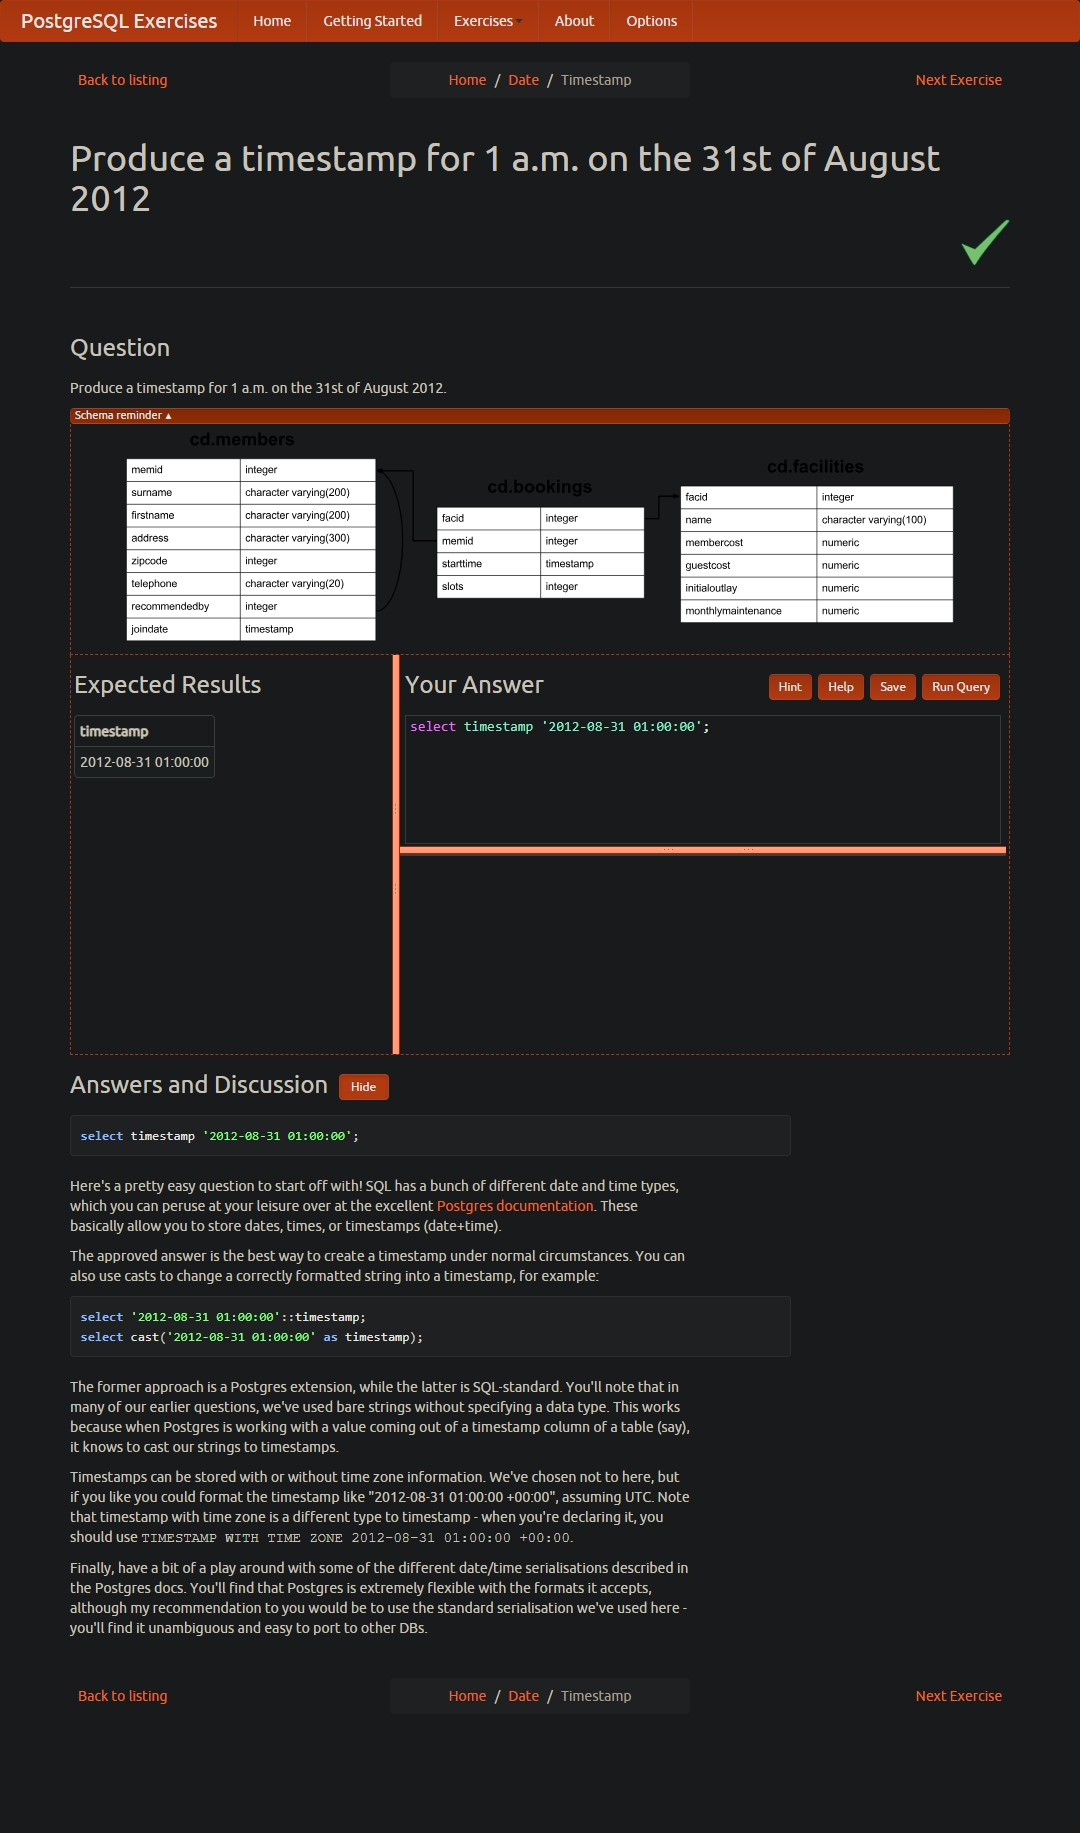 PostgreSQL Exercises Home Getting Started Exercises About Options
Back to listing Home / Date / Timestamp Next Exercise
Produce a timestamp for 1 a.m. on the 31st of August
2012
Question
Produce a timestamp for 1 a.m. on the 31st of August 2012.
Schema reminder ▴
cd.members
memid integer
surname character varying(200)
firstname character varying(200)
address character varying(300)
zipcode integer
telephone character varying(20)
recommendedby integer
joindate timestamp
cd.bookings
facid integer
memid integer
starttime timestamp
slots integer
cd.facilities
facid integer
name character varying(100)
membercost numeric
guestcost numeric
initialoutlay numeric
monthlymaintenance numeric
Expected Results
timestamp
2012-08-31 01:00:00
Your Answer Hint Help Save Run Query
select timestamp '2012-08-31 01:00:00';
Answers and Discussion Hide
select timestamp '2012-08-31 01:00:00';
Here's a pretty easy question to start off with! SQL has a bunch of different date and time types,
which you can peruse at your leisure over at the excellent Postgres documentation. These
basically allow you to store dates, times, or timestamps (date+time).
The approved answer is the best way to create a timestamp under normal circumstances. You can
also use casts to change a correctly formatted string into a timestamp, for example:
select '2012-08-31 01:00:00'::timestamp;
select cast('2012-08-31 01:00:00' as timestamp);
The former approach is a Postgres extension, while the latter is SQL-standard. You'll note that in
many of our earlier questions, we've used bare strings without specifying a data type. This works
because when Postgres is working with a value coming out of a timestamp column of a table (say),
it knows to cast our strings to timestamps.
Timestamps can be stored with or without time zone information. We've chosen not to here, but
if you like you could format the timestamp like "2012-08-31 01:00:00 +00:00", assuming UTC. Note
that timestamp with time zone is a different type to timestamp - when you're declaring it, you
should use TIMESTAMP WITH TIME ZONE 2012-08-31 01:00:00 +00:00.
Finally, have a bit of a play around with some of the different date/time serialisations described in
the Postgres docs. You'll find that Postgres is extremely flexible with the formats it accepts,
although my recommendation to you would be to use the standard serialisation we've used here -
you'll find it unambiguous and easy to port to other DBs.
Back to listing Home / Date / Timestamp Next Exercise